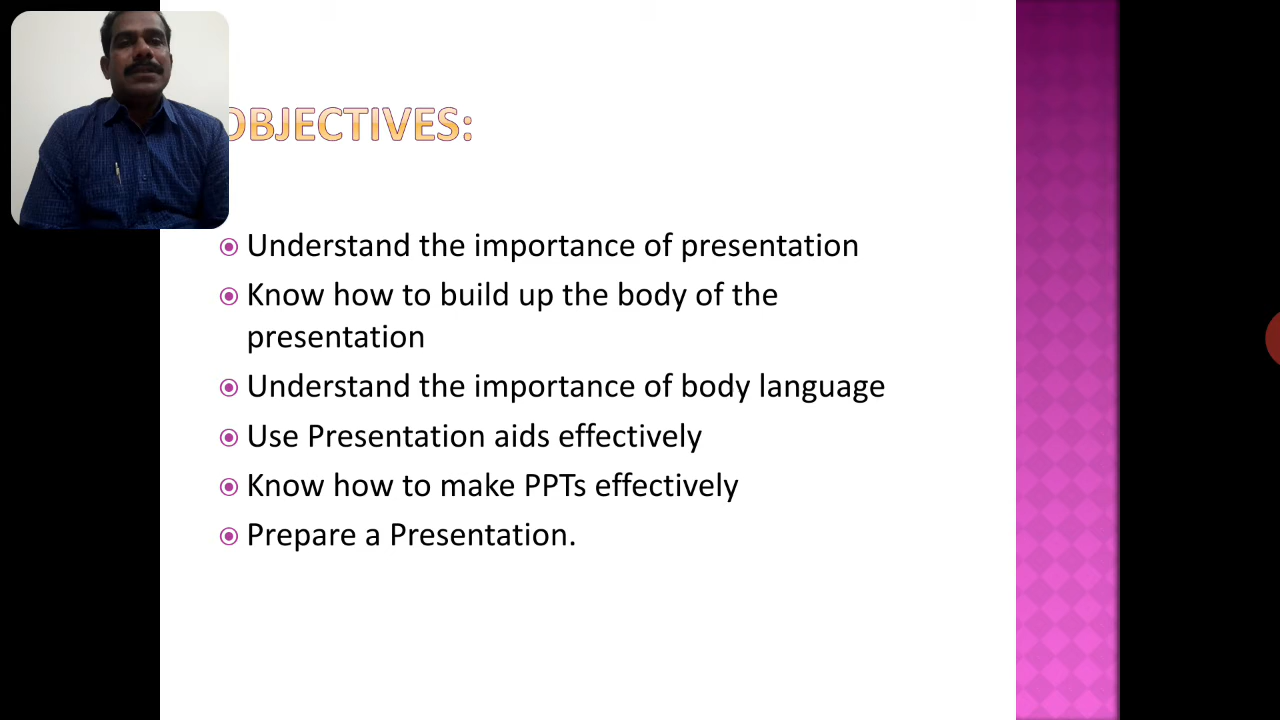 OBJECTIVES:
Understand the importance of presentation
Know how to build up the body of the
presentation
Understand the importance of body language
Use Presentation aids effectively
Know how to make PPTs effectively
Prepare a Presentation.